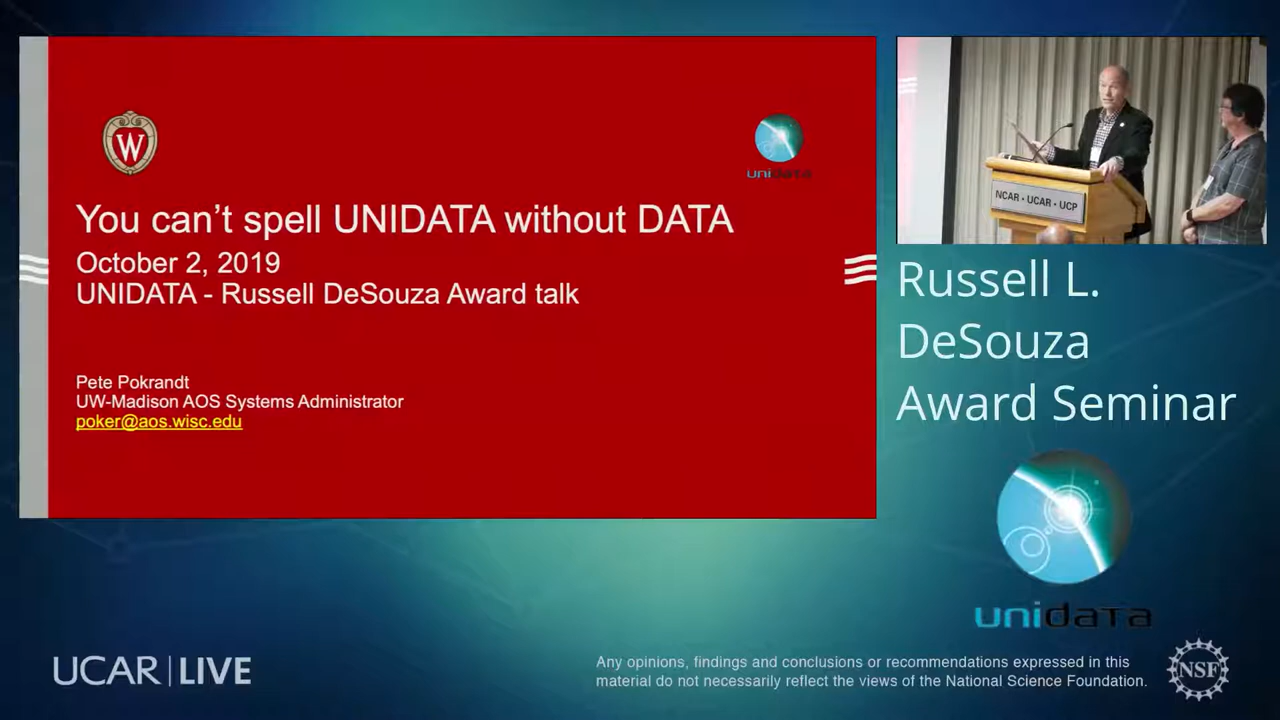 W
unidata
You can’t spell UNIDATA without DATA
October 2, 2019
UNIDATA - Russell DeSouza Award talk
Pete Pokrandt
UW-Madison AOS Systems Administrator
poker@aos.wisc.edu
NCAR • UCAR • UCP
Russell L.
DeSouza
Award Seminar
unidata
UCAR | LIVE
Any opinions, findings and conclusions or recommendations expressed in this
material do not necessarily reflect the views of the National Science Foundation.
NSF